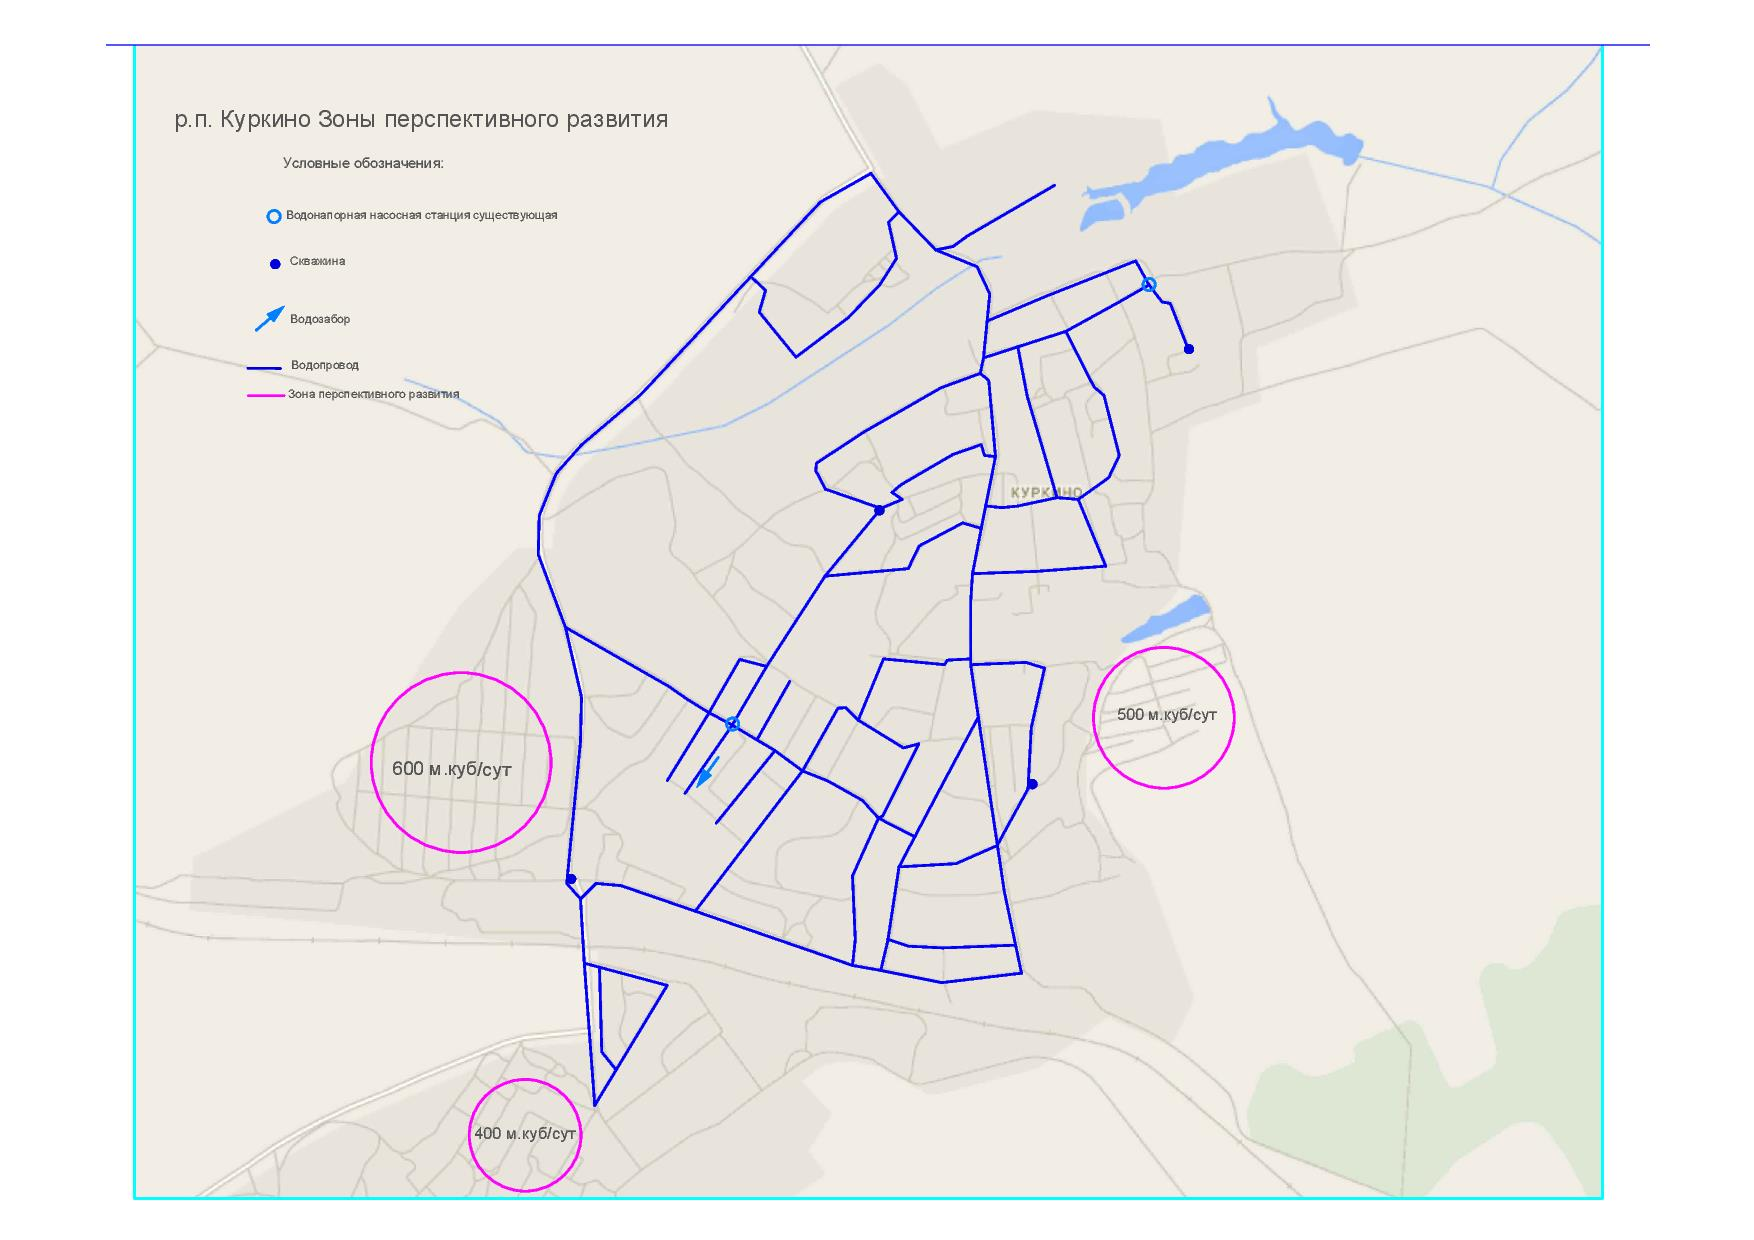 р.п. Куркино Зоны перспективного развития
Условные обозначения:
Водонапорная насосная станция существующая
Скважина
Водозабор
Водопровод
Зона перспективного развития
КУРКИНО
500 м.куб/сут
600 м.куб/сут
400 м.куб/сут